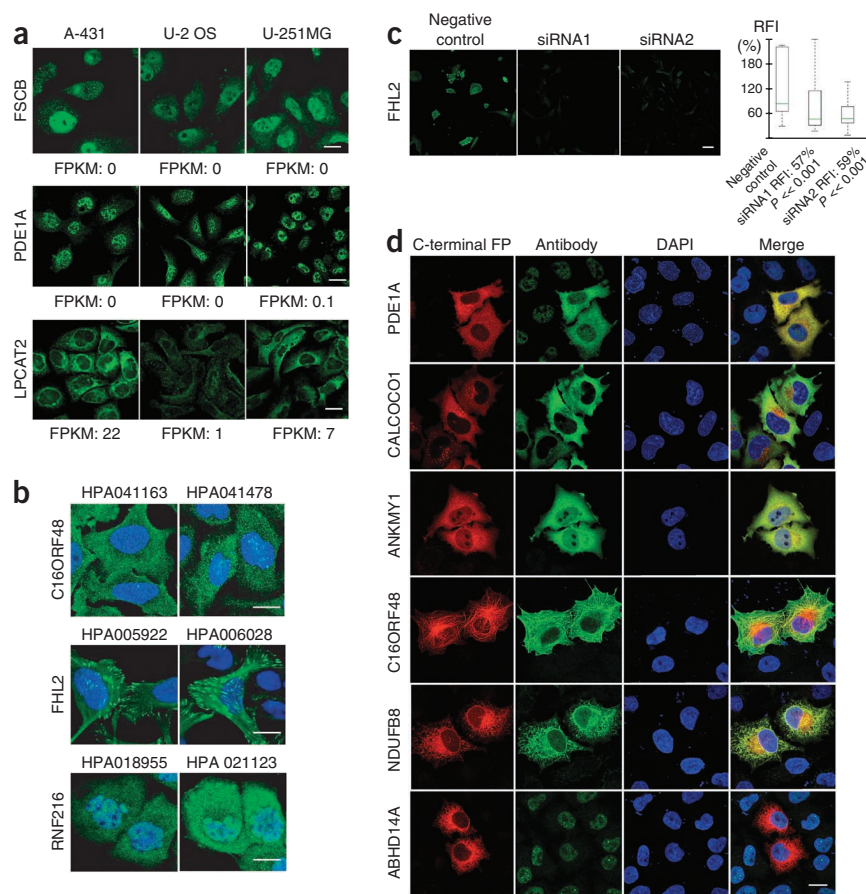 a
A-431 U-2 OS U-251MG
FSCB
FPKM: 0 FPKM: 0 FPKM: 0
PDE1A
FPKM: 0 FPKM: 0 FPKM: 0.1
LPCAT2
FPKM: 22 FPKM: 1 FPKM: 7
b
HPA041163 HPA041478
C16ORF48
HPA005922 HPA006028
FHL2
HPA018955 HPA 021123
RNF216
c
Negative control siRNA1 siRNA2
FHL2
RFI
(%)
180
120
60
Negative control
siRNA1 RFI: 57%
P << 0.001
siRNA2 RFI: 59%
P << 0.001
d
C-terminal FP Antibody DAPI Merge
PDE1A
CALCOCO1
ANKMY1
C16ORF48
NDUFB8
ABHD14A